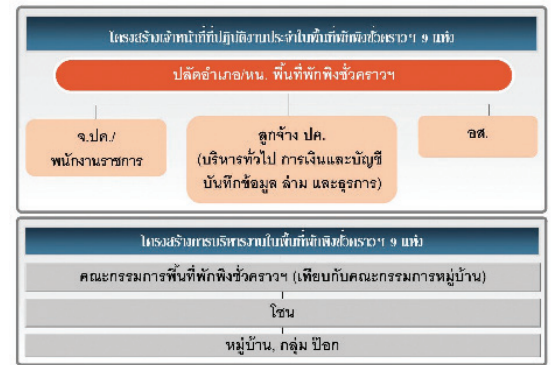 โครงสร้างเจ้าหน้าที่ที่ปฏิบัติงานประจำในพื้นที่พักพิงชั่วคราวฯ ๙ แห่ง
ปลัดอำเภอ/หน. พื้นที่พักพิงชั่วคราวฯ
จ.ปค./
พนักงานราชการ
ลูกจ้าง ปค.
(บริหารทั่วไป การเงินและบัญชี
บันทึกข้อมูล ล่าม และธุรการ)
อส.
โครงสร้างการบริหารงานในพื้นที่พักพิงชั่วคราวฯ ๙ แห่ง
คณะกรรมการพื้นที่พักพิงชั่วคราวฯ (เทียบกับคณะกรรมการหมู่บ้าน)
โซน
หมู่บ้าน, กลุ่ม ป๊อก